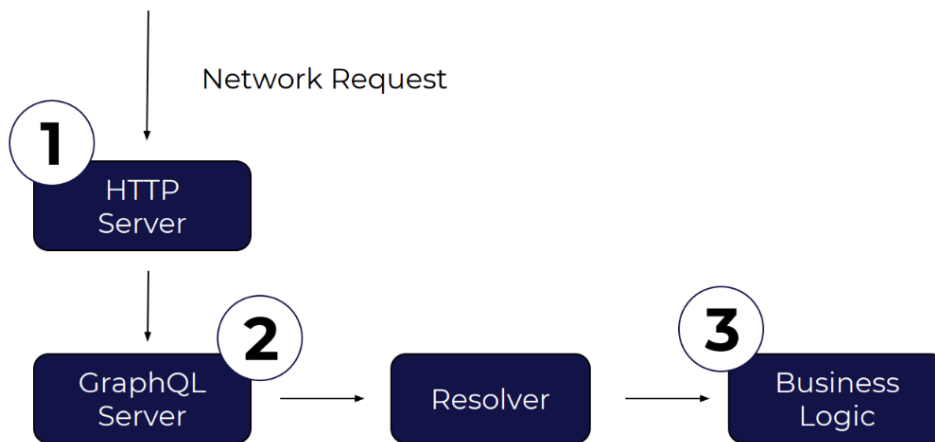 Network Request
1
HTTP
Server
2
3
GraphQL
Server
Resolver
Business
Logic